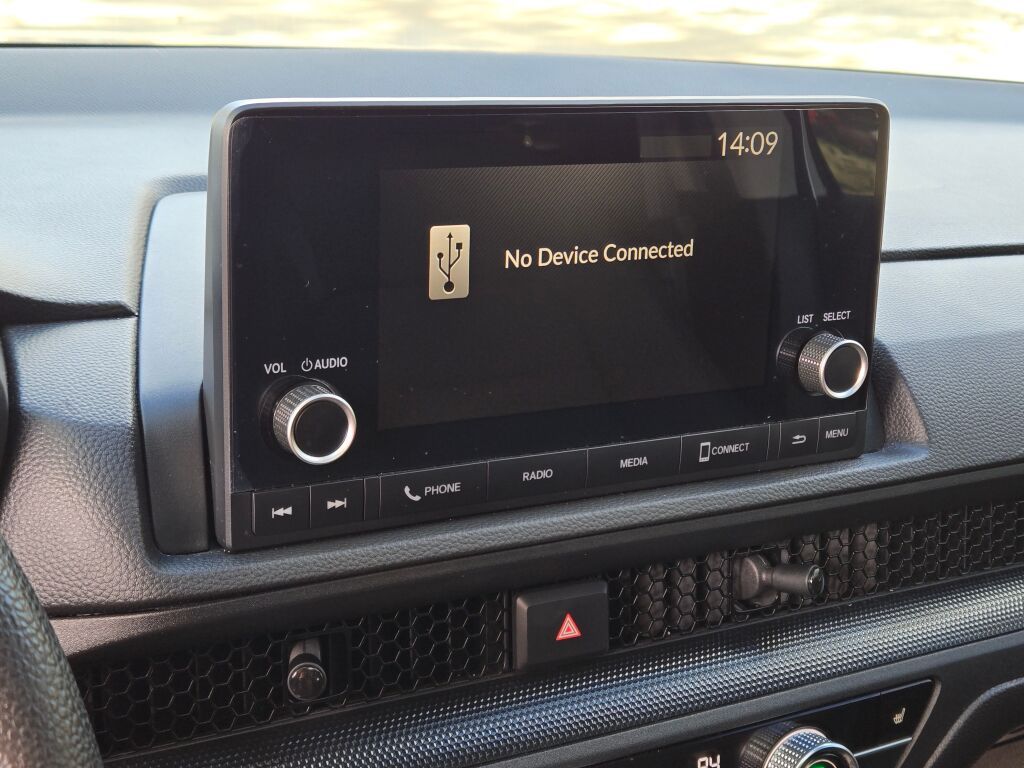 14:09
No Device Connected
LIST SELECT
VOL AUDIO
PHONE RADIO MEDIA CONNECT MENU